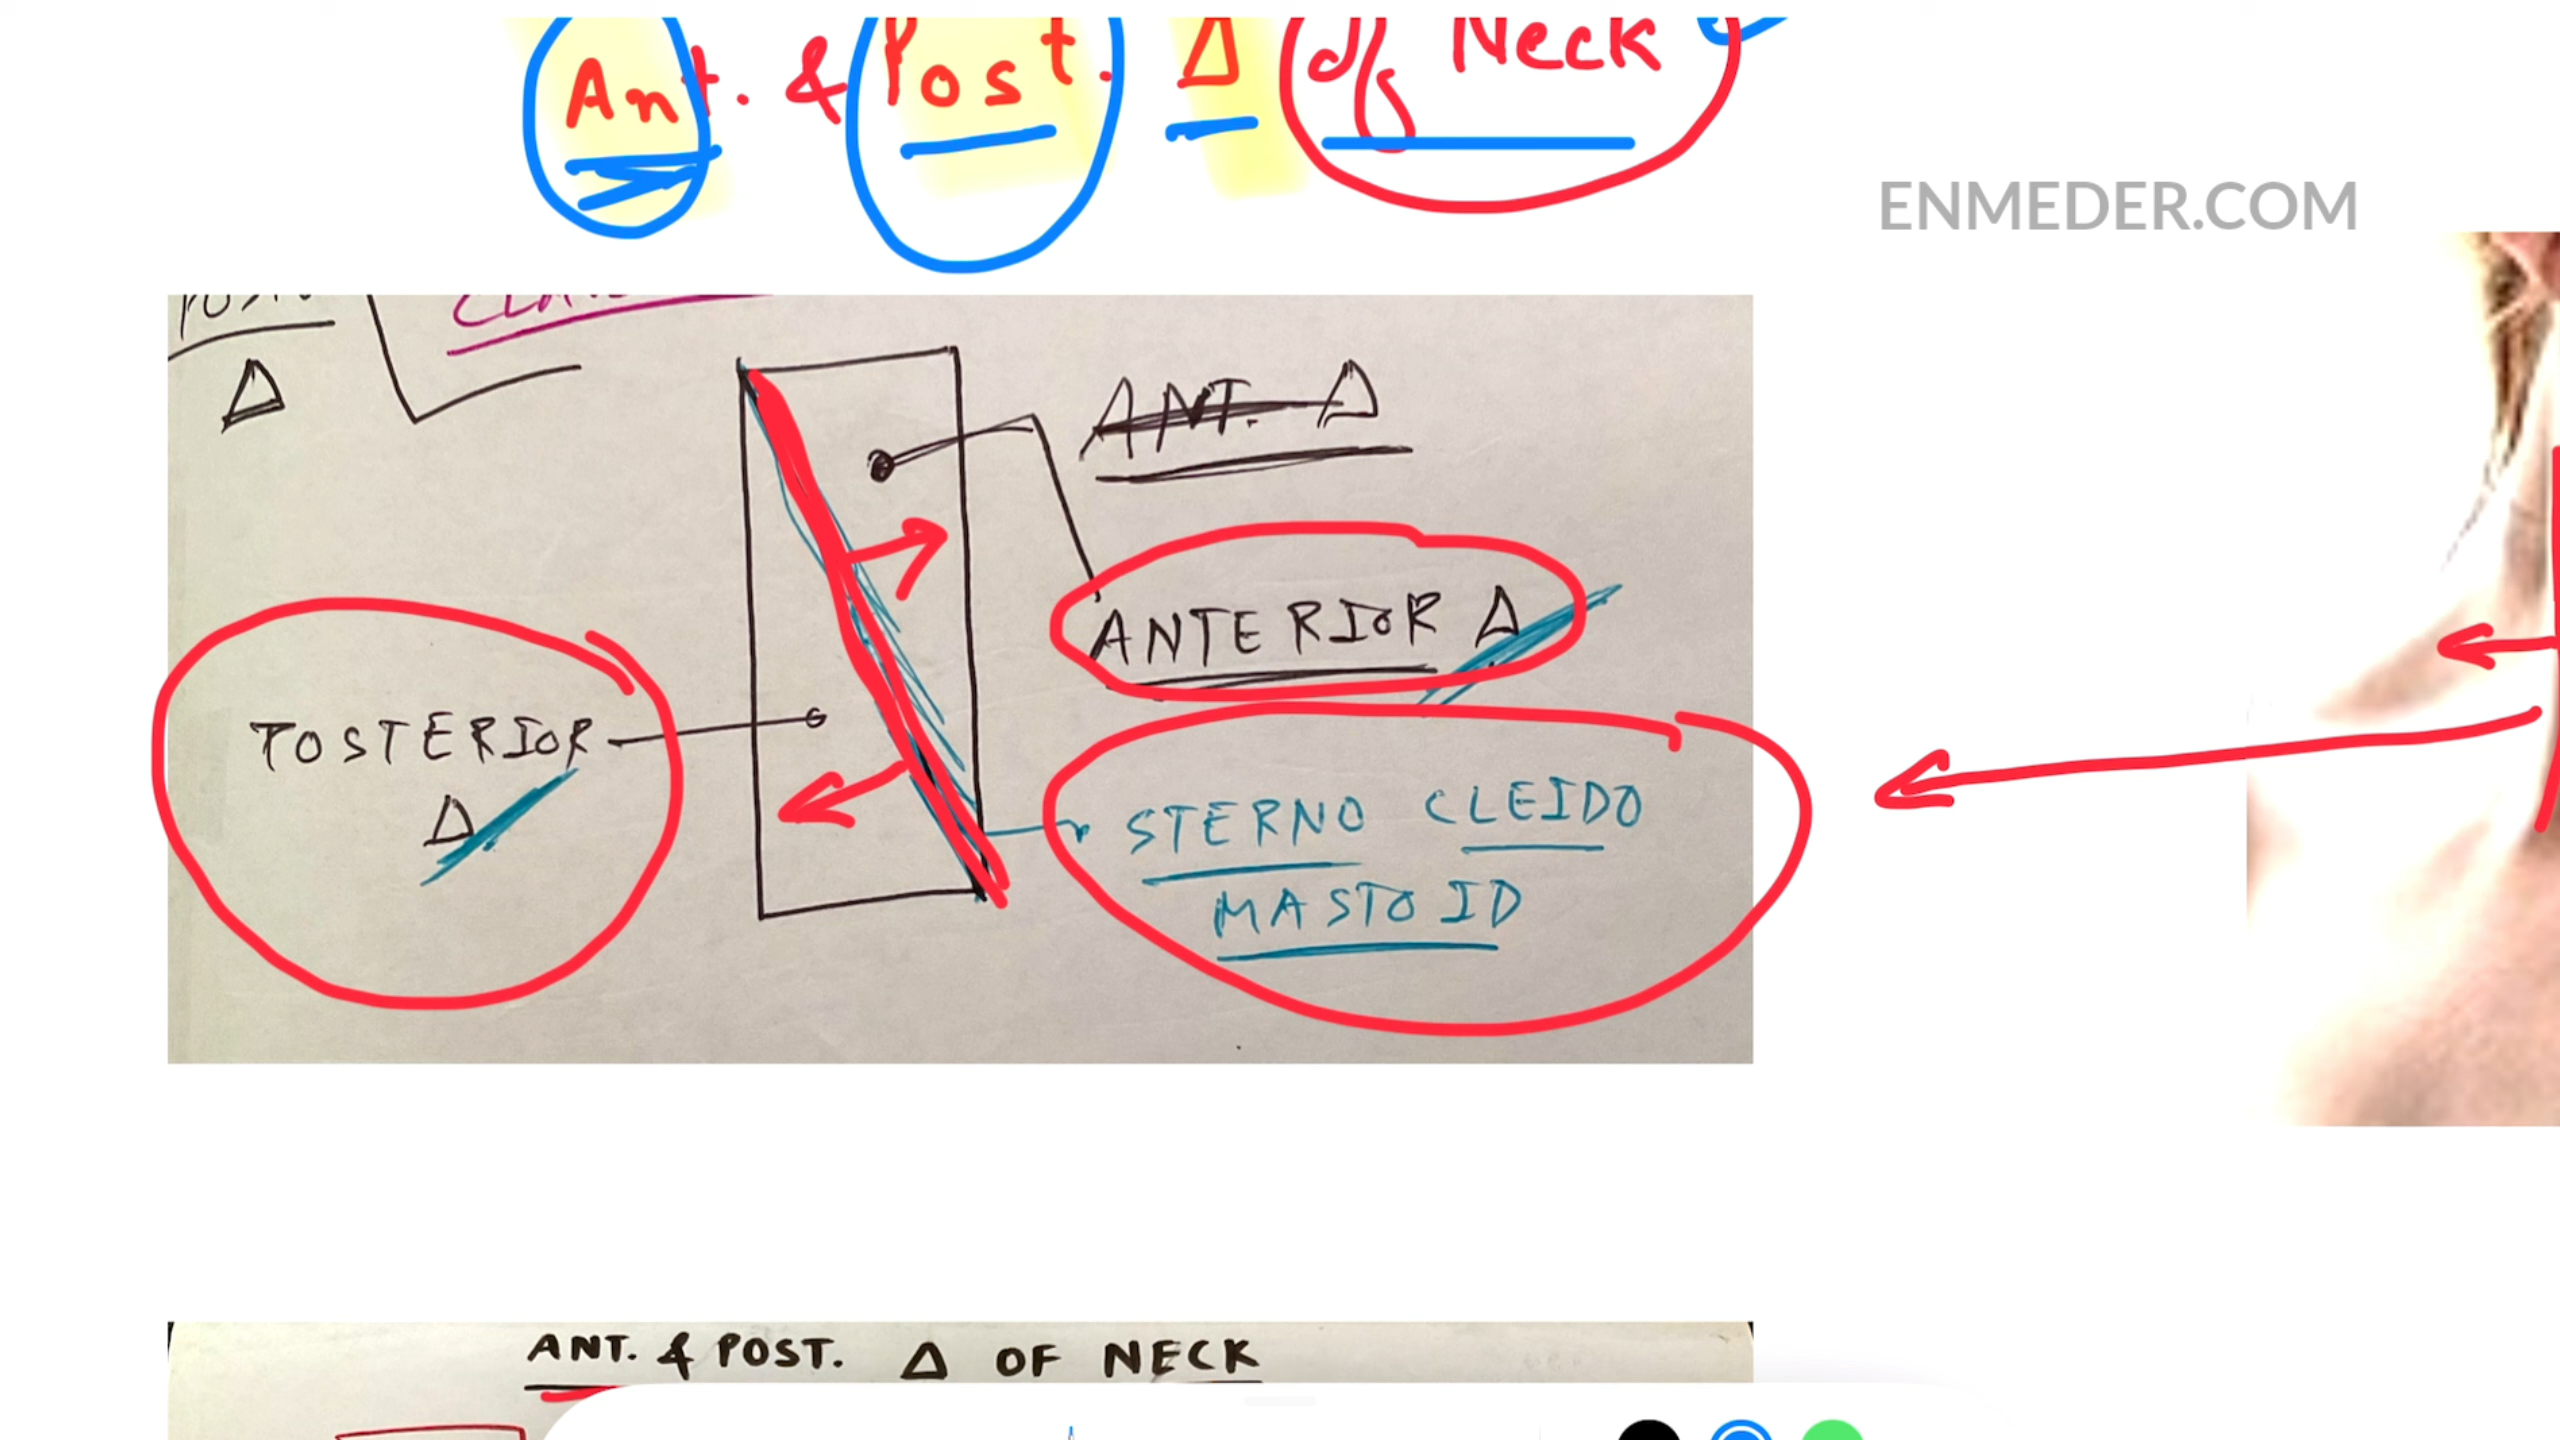 Ant. & Post. Δ of Neck
ENMEDER.COM
Δ
ANT. Δ
ANTERIOR Δ
POSTERIOR
Δ
STERNO CLEIDO
MASTOID
ANT. & POST. Δ OF NECK